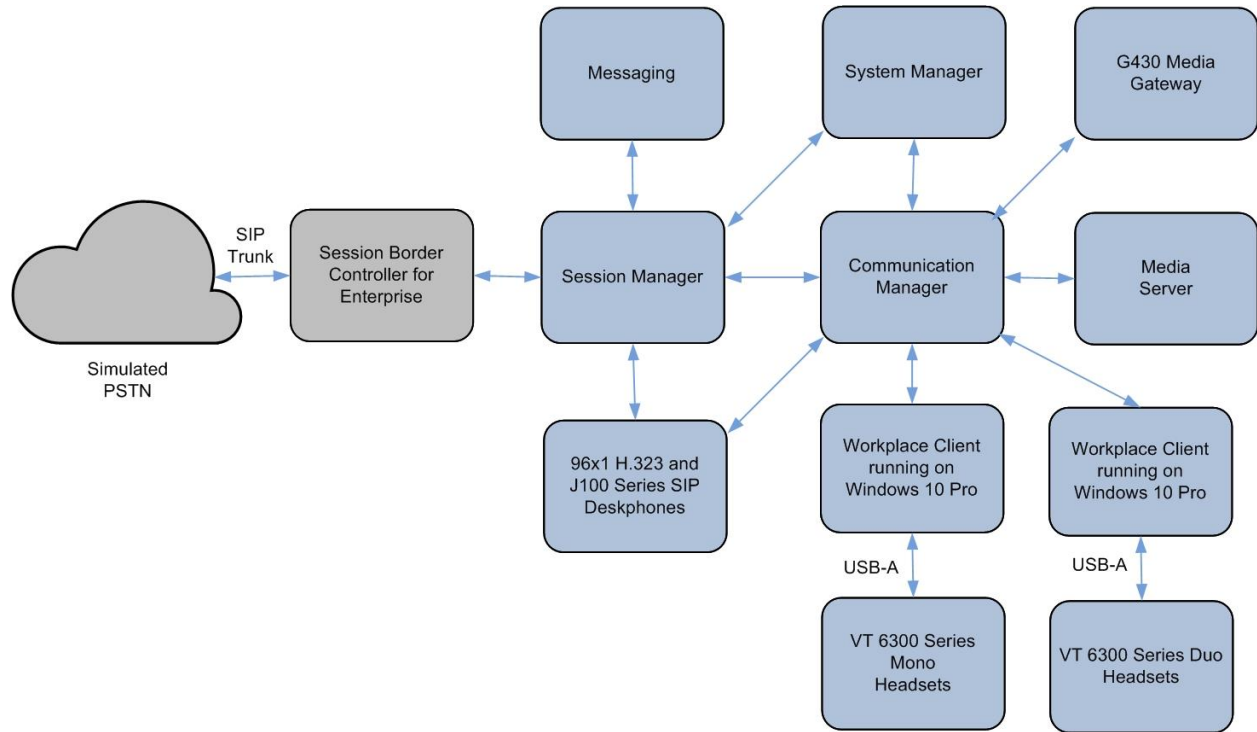 Messaging
System Manager
G430 Media
Gateway
SIP
Trunk
Session Border
Controller for
Enterprise
Session Manager
Communication
Manager
Media
Server
Simulated
PSTN
96x1 H.323 and
J100 Series SIP
Deskphones
Workplace Client
running on
Windows 10 Pro
Workplace Client
running on
Windows 10 Pro
USB-A
USB-A
VT 6300 Series
Mono
Headsets
VT 6300 Series Duo
Headsets